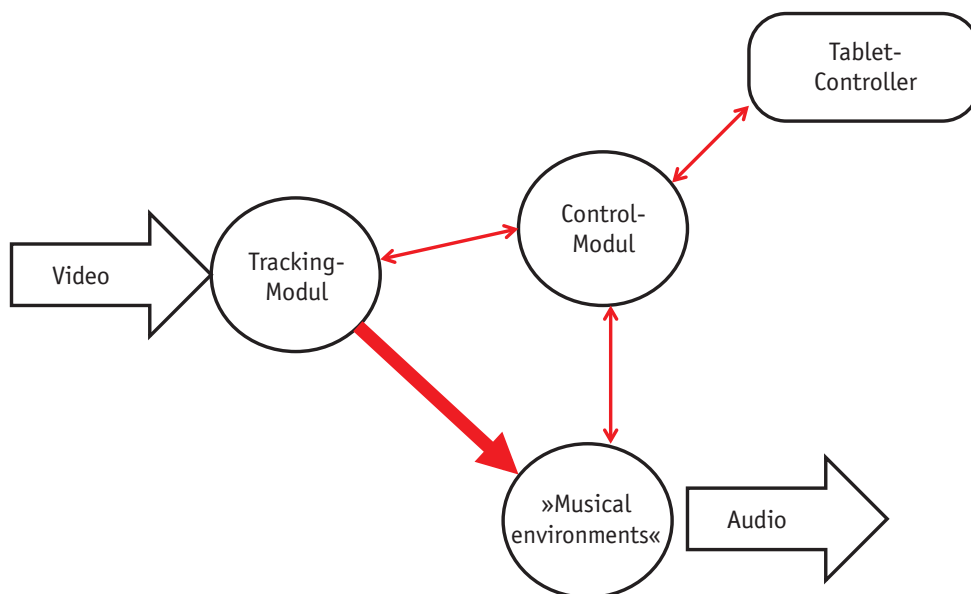 Tablet-
Controller
Control-
Modul
Tracking-
Modul
Video
»Musical
environments«
Audio